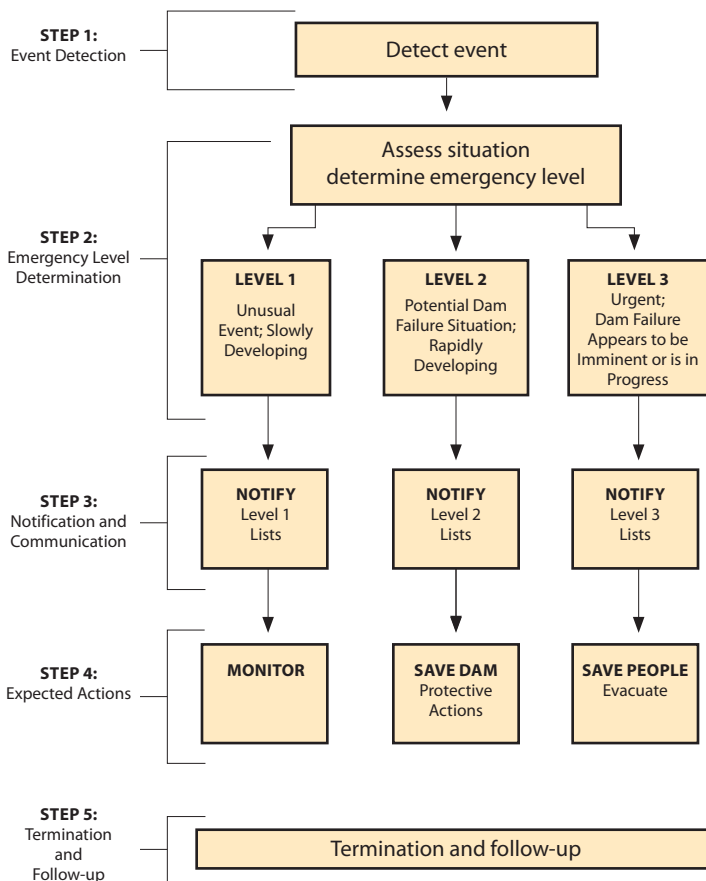 STEP 1:
Event Detection
Detect event
Assess situation
determine emergency level
STEP 2:
Emergency Level
Determination
LEVEL 1
Unusual
Event; Slowly
Developing
LEVEL 2
Potential Dam
Failure Situation;
Rapidly
Developing
LEVEL 3
Urgent;
Dam Failure
Appears to be
Imminent or is in
Progress
STEP 3:
Notification and
Communication
NOTIFY
Level 1
Lists
NOTIFY
Level 2
Lists
NOTIFY
Level 3
Lists
STEP 4:
Expected Actions
MONITOR
SAVE DAM
Protective
Actions
SAVE PEOPLE
Evacuate
STEP 5:
Termination
and
Follow-up
Termination and follow-up